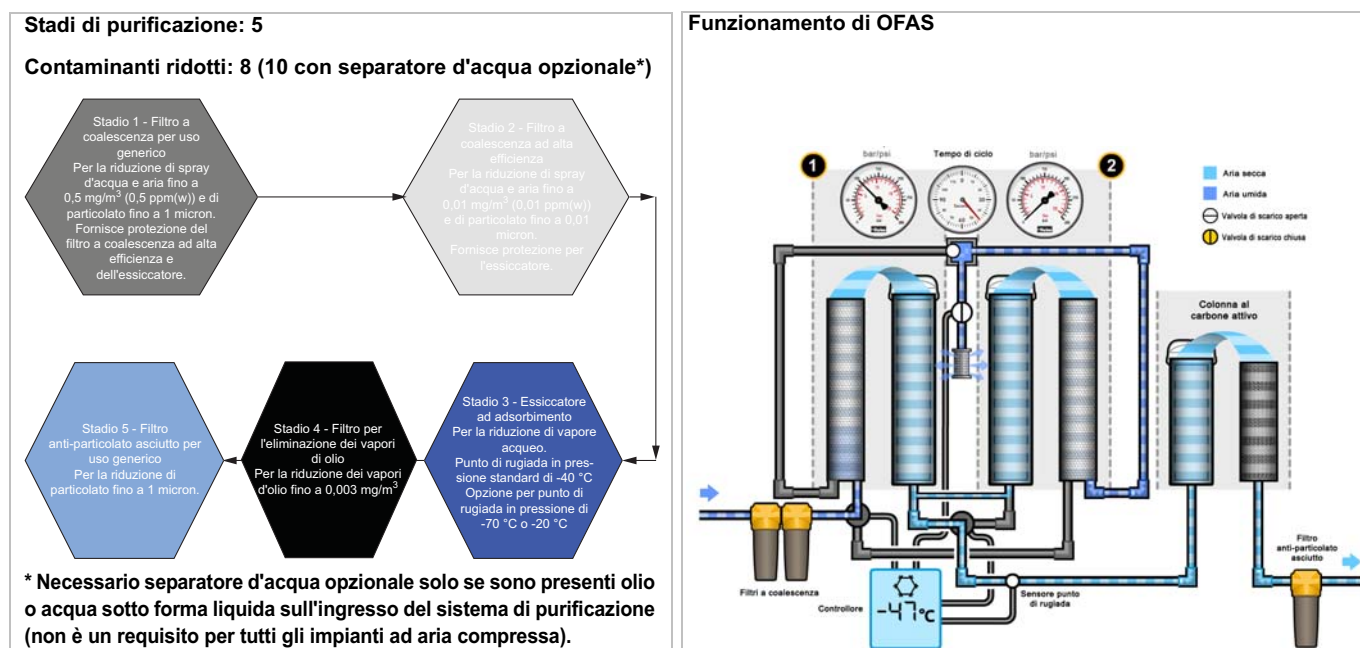 Stadi di purificazione: 5
Contaminanti ridotti: 8 (10 con separatore d'acqua opzionale*)
Stadio 1 - Filtro a
coalescenza per uso
generico
Per la riduzione di spray
d'acqua e aria fino a
0,5 mg/m³ (0,5 ppm(w)) e di
particolato fino a 1 micron.
Fornisce protezione del
filtro a coalescenza ad alta
efficienza e
dell'essiccatore.
Stadio 2 - Filtro a
coalescenza ad alta
efficienza
Per la riduzione di spray
d'acqua e aria fino a
0,01 mg/m³ (0,01 ppm(w))
e di particolato fino a 0,01
micron.
Fornisce protezione per
l'essiccatore.
Stadio 3 - Essiccatore
ad adsorbimento
Per la riduzione di vapore
acqueo.
Punto di rugiada in pres-
sione standard di -40 °C
Opzione per punto di
rugiada in pressione di
-70 °C o -20 °C
Stadio 4 - Filtro per
l'eliminazione dei vapori
di olio
Per la riduzione dei vapori
d'olio fino a 0,003 mg/m³
Stadio 5 - Filtro
anti-particolato asciutto per
uso generico
Per la riduzione di
particolato fino a 1 micron.
* Necessario separatore d'acqua opzionale solo se sono presenti olio
o acqua sotto forma liquida sull'ingresso del sistema di purificazione
(non è un requisito per tutti gli impianti ad aria compressa).
Funzionamento di OFAS
1
bar/psi
Tempo di ciclo
bar/psi
2
Aria secca
Aria umida
Valvola di scarico aperta
Valvola di scarico chiusa
Colonna al
carbone attivo
Filtri a coalescenza
Controllore
-47°C
Sensore punto
di rugiada
Filtro
anti-particolato
asciutto